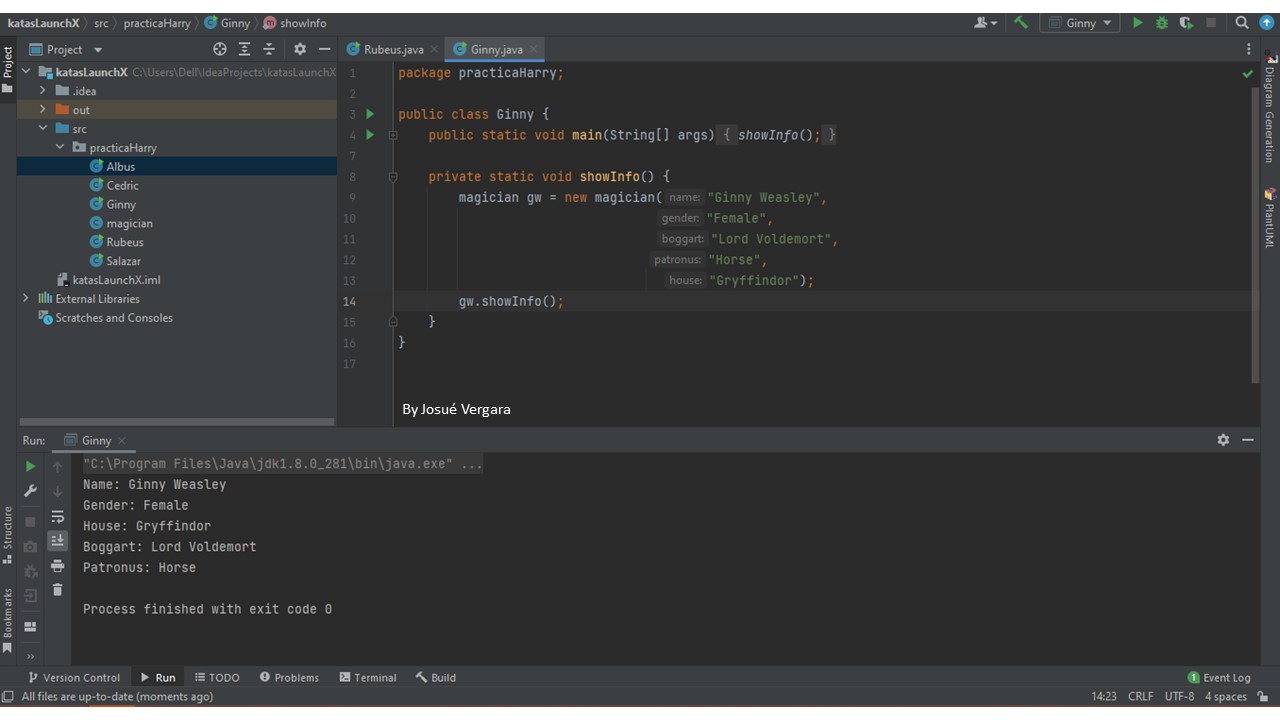 katasLaunchX > src > practicaHarry > Ginny > showInfo
Ginny
Project
Rubeus.java
Ginny.java
Project
katasLaunchX C:\Users\Dell\IdeaProjects\katasLaunchX
.idea
out
src
practicaHarry
Albus
Cedric
Ginny
magician
Rubeus
Salazar
katasLaunchX.iml
External Libraries
Scratches and Consoles
1 package practicaHarry;
2
3 public class Ginny {
4 public static void main(String[] args) { showInfo(); }
7
8 private static void showInfo() {
9 magician gw = new magician( name: "Ginny Weasley",
10 gender: "Female",
11 boggart: "Lord Voldemort",
12 patronus: "Horse",
13 house: "Gryffindor");
14 gw.showInfo();
15 }
16 }
17
By Josué Vergara
Diagram Generation
PlantUML
Run: Ginny
"C:\Program Files\Java\jdk1.8.0_281\bin\java.exe" ...
Name: Ginny Weasley
Gender: Female
House: Gryffindor
Boggart: Lord Voldemort
Patronus: Horse
Process finished with exit code 0
Structure
Bookmarks
Version Control Run TODO Problems Terminal Build 1 Event Log
All files are up-to-date (moments ago) 14:23 CRLF UTF-8 4 spaces